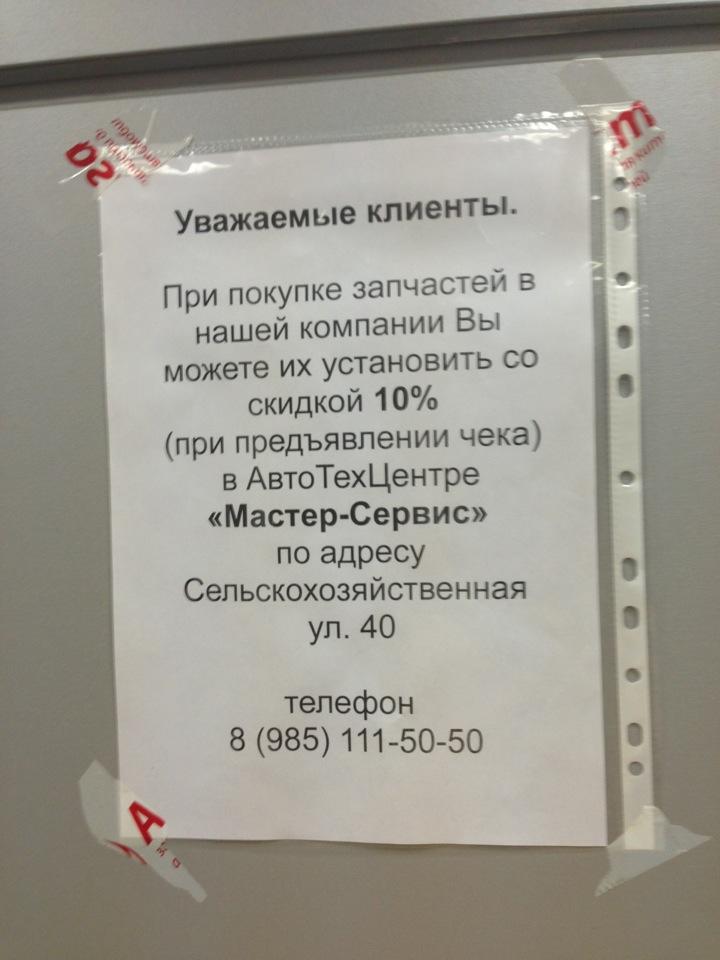 Уважаемые клиенты.
При покупке запчастей в
нашей компании Вы
можете их установить со
скидкой 10%
(при предъявлении чека)
в АвтоТехЦентре
«Мастер-Сервис»
по адресу
Сельскохозяйственная
ул. 40
телефон
8 (985) 111-50-50